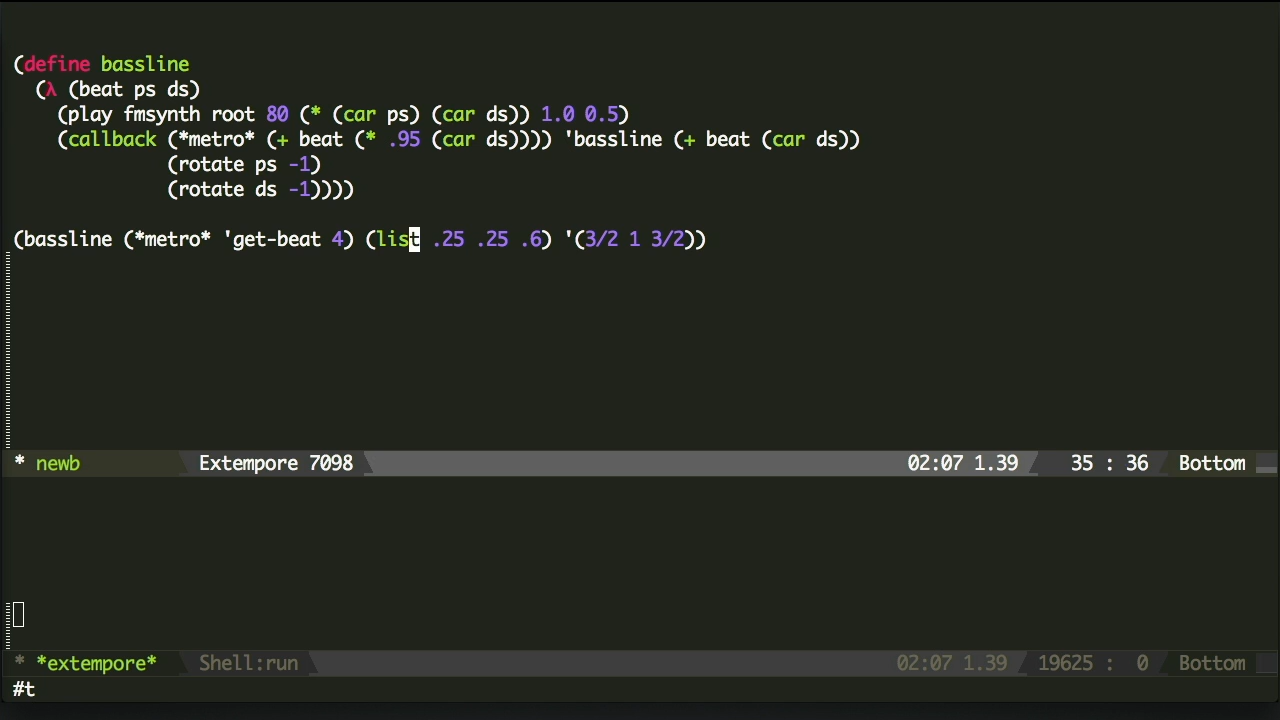 (define bassline
  (λ (beat ps ds)
    (play fmsynth root 80 (* (car ps) (car ds)) 1.0 0.5)
    (callback (*metro* (+ beat (* .95 (car ds)))) 'bassline (+ beat (car ds))
              (rotate ps -1)
              (rotate ds -1))))
(bassline (*metro* 'get-beat 4) (list .25 .25 .6) '(3/2 1 3/2))
* newb Extempore 7098 02:07 1.39 35 : 36 Bottom
* *extempore* Shell:run 02:07 1.39 19625 : 0 Bottom
#t